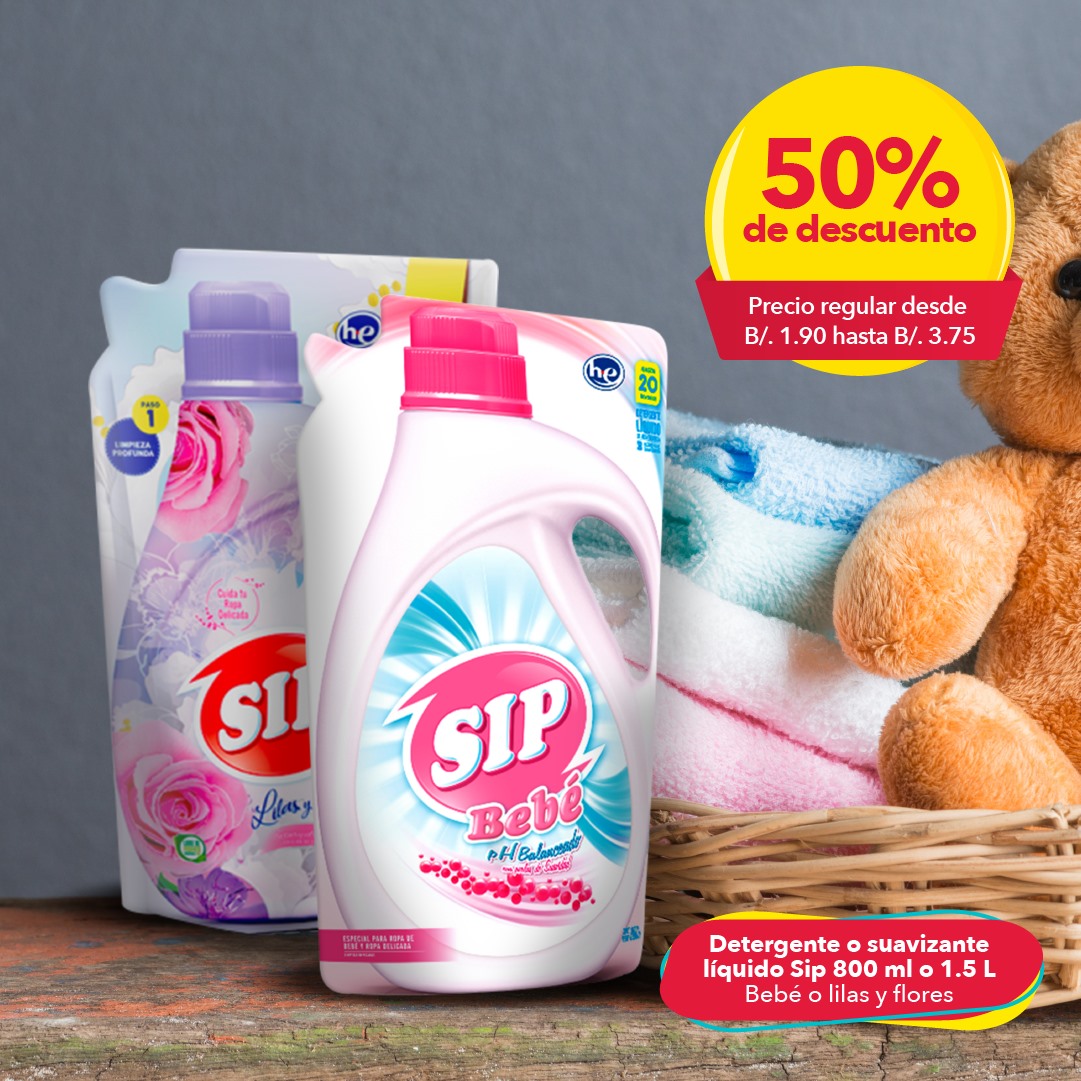 50%
de descuento
Precio regular desde
B/. 1.90 hasta B/. 3.75
he
he
HASTA
20
PASO
1
LIMPIEZA
PROFUNDA
DETERGENTE
LÍQUIDO
Cuida tu
Ropa
Delicada
SIP
SIP
Bebé
pH Balanceado
Lilas y
ESPECIAL PARA ROPA DE
BEBÉ Y ROPA DELICADA
Detergente o suavizante
líquido Sip 800 ml o 1.5 L
Bebé o lilas y flores